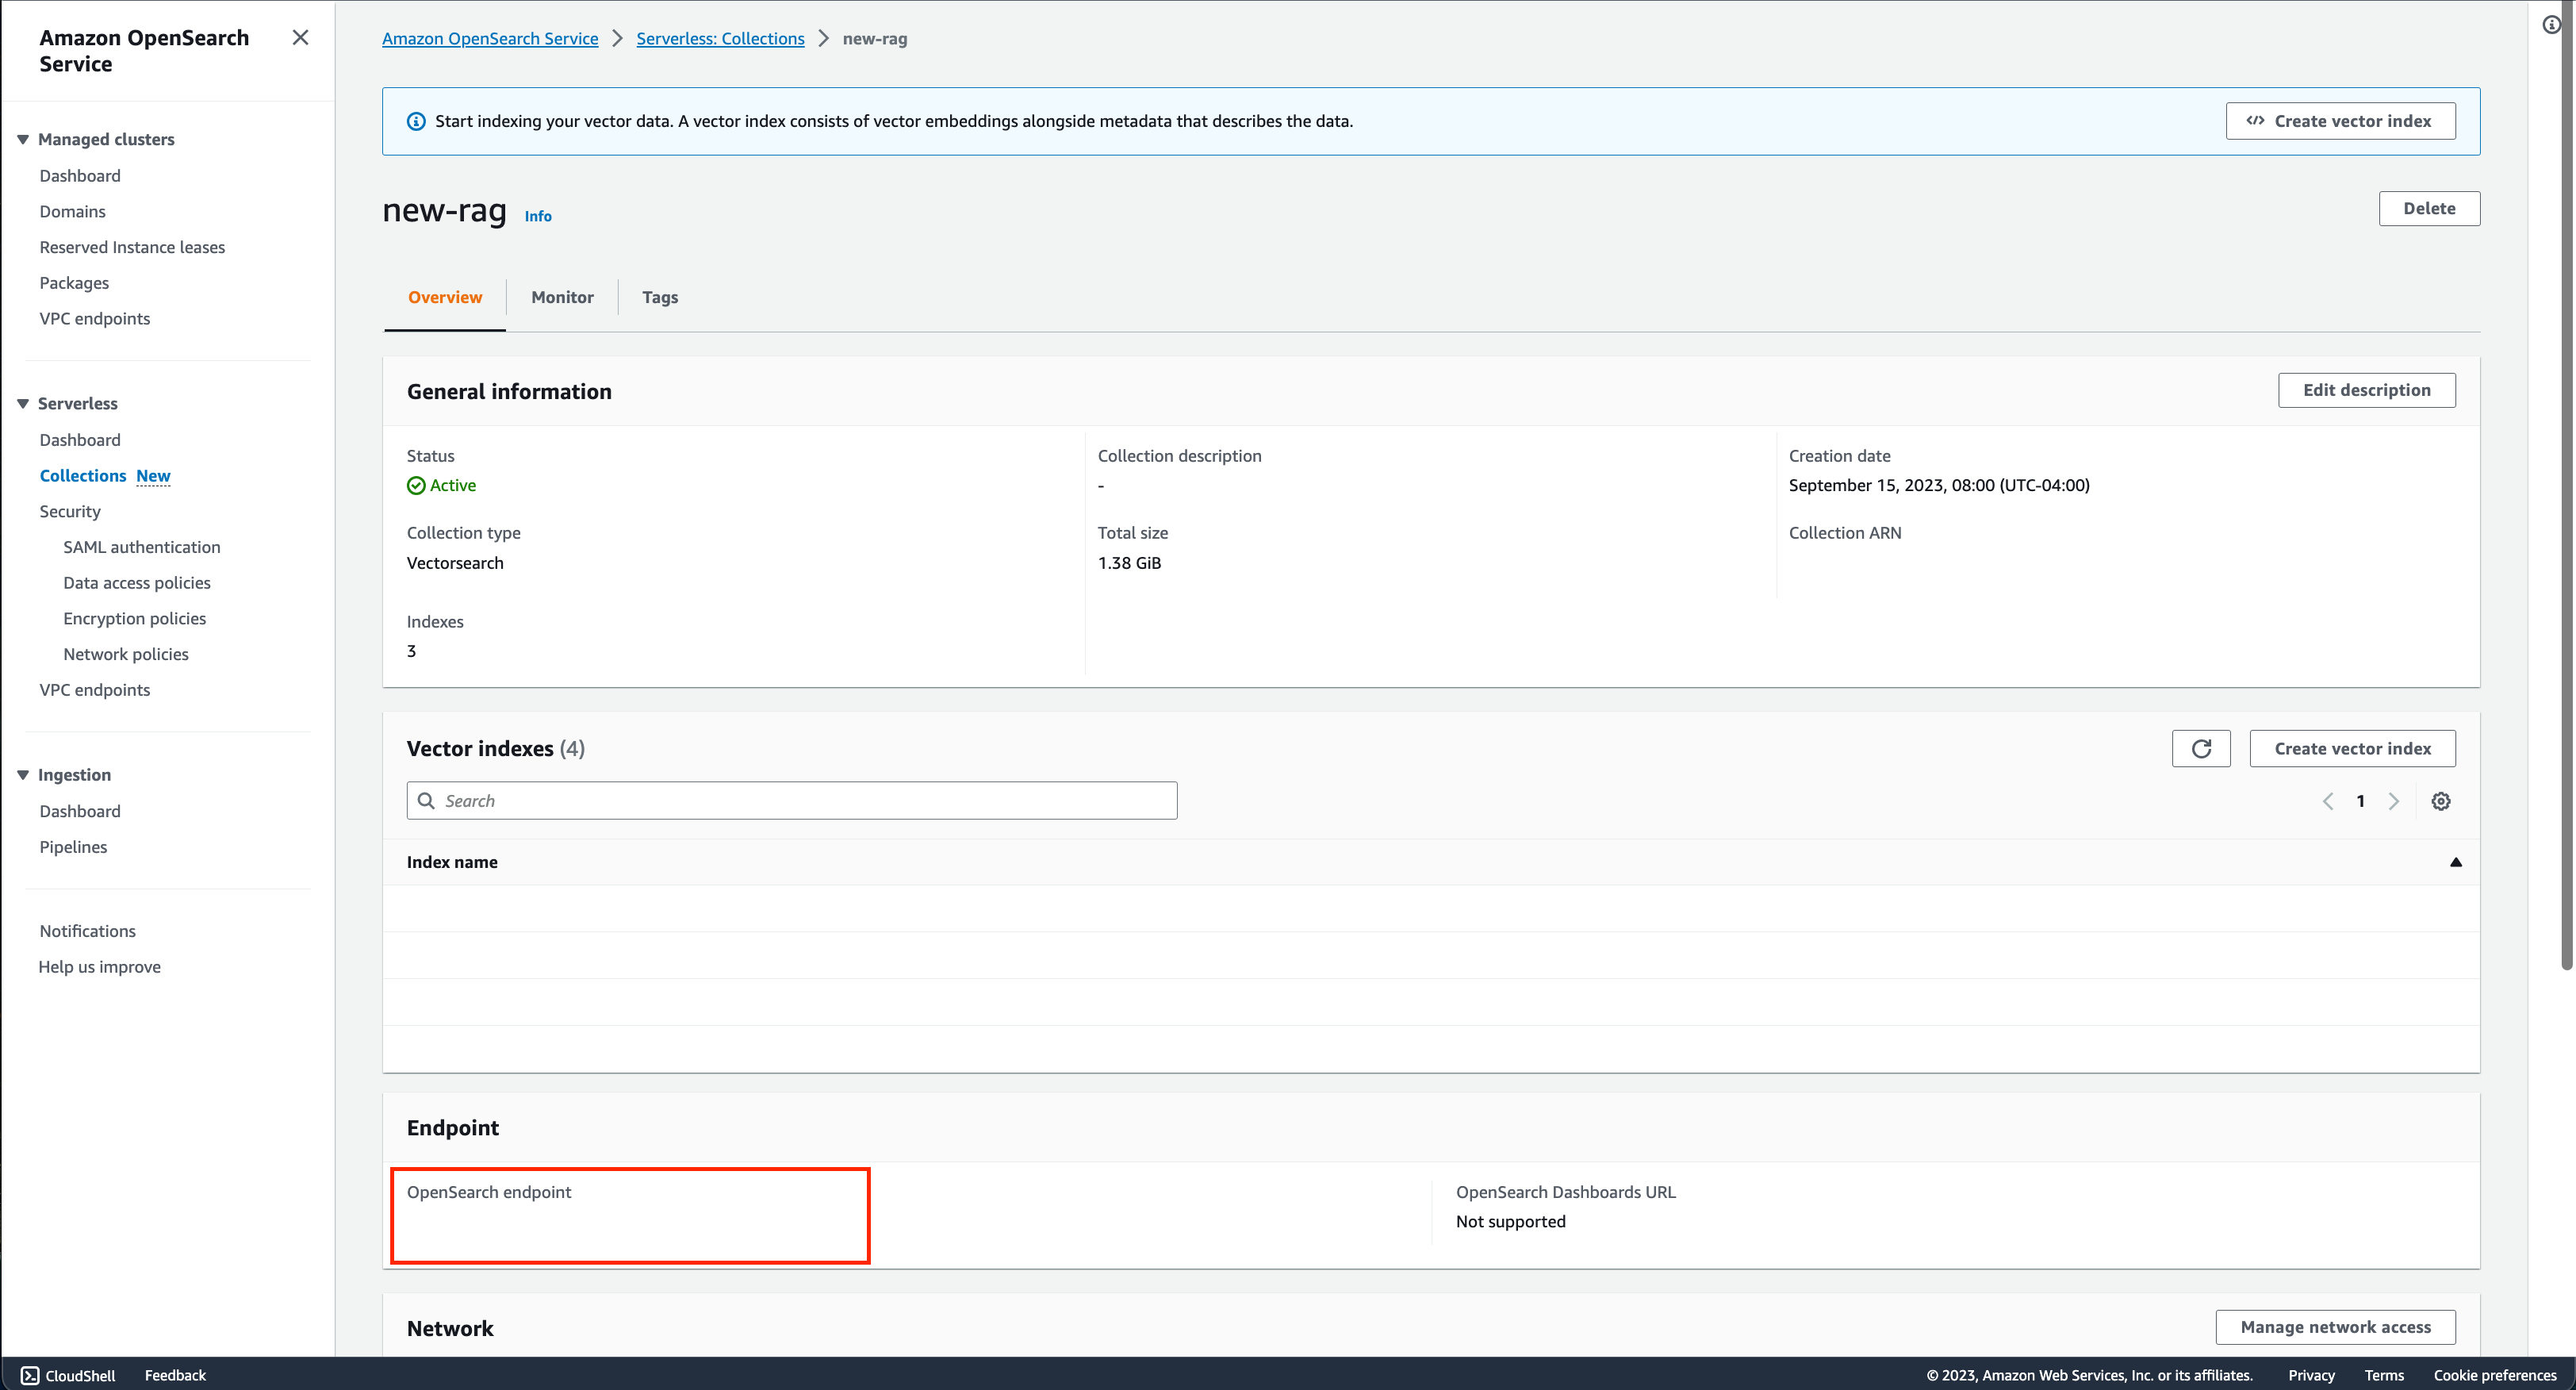 Amazon OpenSearch
Service
Managed clusters
Dashboard
Domains
Reserved Instance leases
Packages
VPC endpoints
Serverless
Dashboard
Collections New
Security
SAML authentication
Data access policies
Encryption policies
Network policies
VPC endpoints
Ingestion
Dashboard
Pipelines
Notifications
Help us improve
Amazon OpenSearch Service > Serverless: Collections > new-rag
Start indexing your vector data. A vector index consists of vector embeddings alongside metadata that describes the data.
</> Create vector index
new-rag Info
Delete
Overview Monitor Tags
General information
Edit description
Status
Active
Collection type
Vectorsearch
Indexes
3
Collection description
-
Total size
1.38 GiB
Creation date
September 15, 2023, 08:00 (UTC-04:00)
Collection ARN
Vector indexes (4)
Create vector index
Search
1
Index name
Endpoint
OpenSearch endpoint
OpenSearch Dashboards URL
Not supported
Network
Manage network access
CloudShell Feedback
© 2023, Amazon Web Services, Inc. or its affiliates. Privacy Terms Cookie preferences